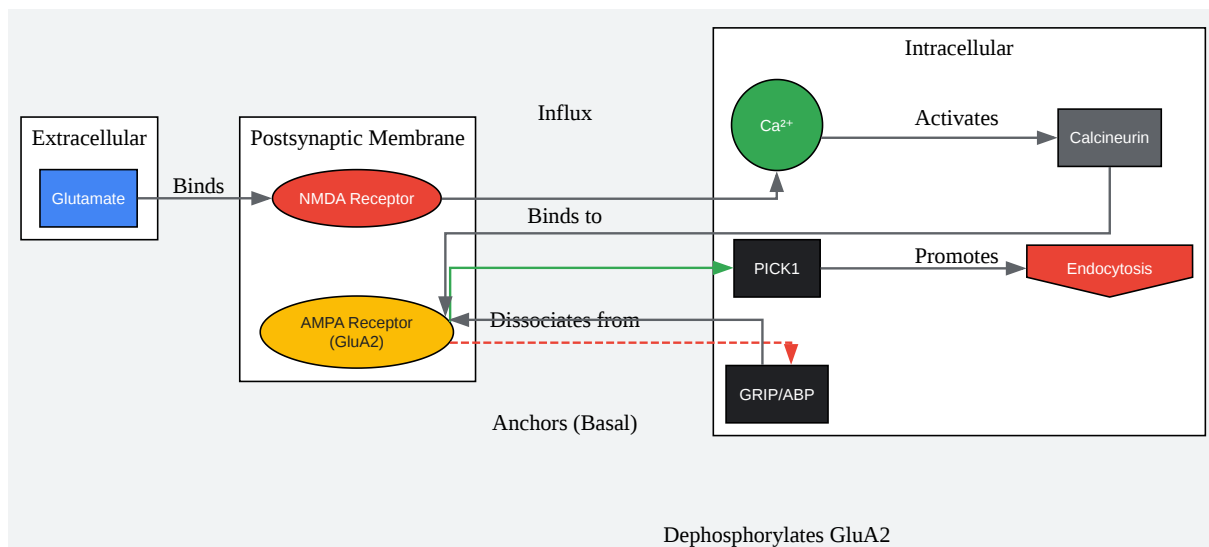 Intracellular
Influx
Ca²⁺
Activates
Calcineurin
Extracellular
Postsynaptic Membrane
Glutamate
Binds
NMDA Receptor
Binds to
PICK1
Promotes
Endocytosis
AMPA Receptor
(GluA2)
Dissociates from
GRIP/ABP
Anchors (Basal)
Dephosphorylates GluA2